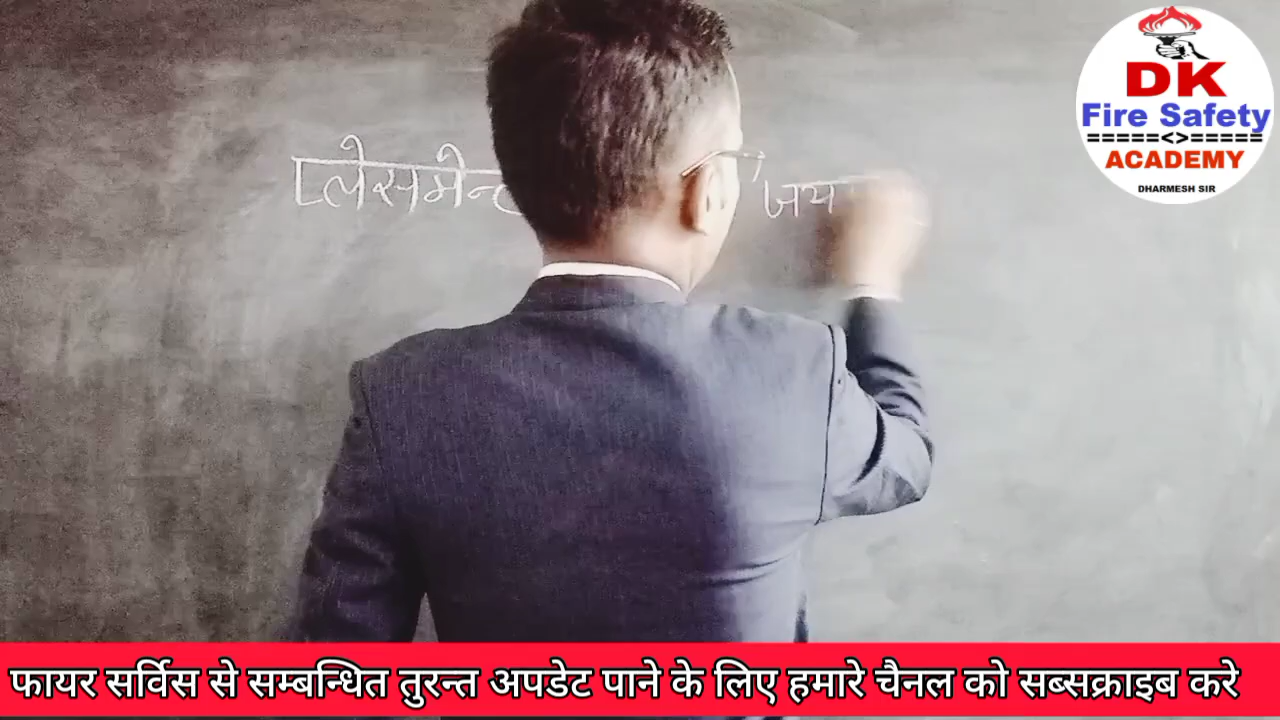 DK
Fire Safety
=====<>=====
ACADEMY
DHARMESH SIR
प्लेसमेन्ट
जय
फायर सर्विस से सम्बन्धित तुरन्त अपडेट पाने के लिए हमारे चैनल को सब्सक्राइब करे